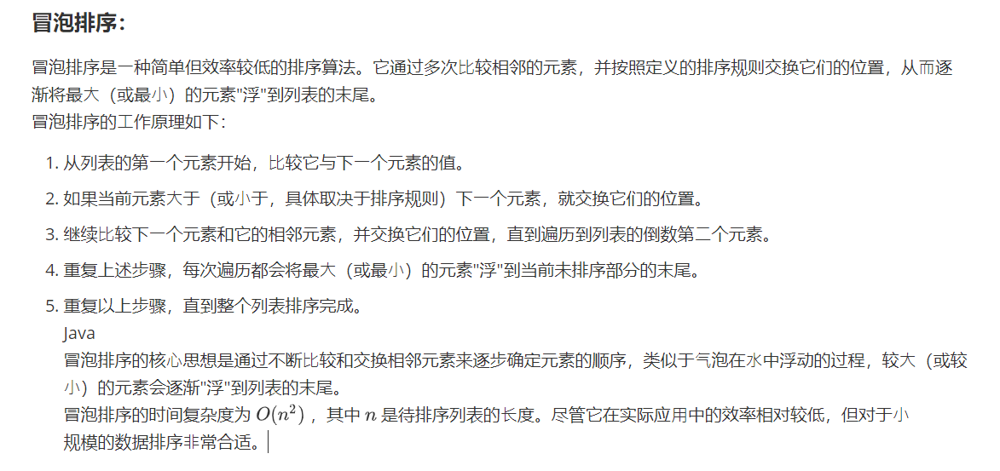 冒泡排序：
冒泡排序是一种简单但效率较低的排序算法。它通过多次比较相邻的元素，并按照定义的排序规则交换它们的位置，从而逐
渐将最大（或最小）的元素"浮"到列表的末尾。
冒泡排序的工作原理如下：
1. 从列表的第一个元素开始，比较它与下一个元素的值。
2. 如果当前元素大于（或小于，具体取决于排序规则）下一个元素，就交换它们的位置。
3. 继续比较下一个元素和它的相邻元素，并交换它们的位置，直到遍历到列表的倒数第二个元素。
4. 重复上述步骤，每次遍历都会将最大（或最小）的元素"浮"到当前未排序部分的末尾。
5. 重复以上步骤，直到整个列表排序完成。
Java
冒泡排序的核心思想是通过不断比较和交换相邻元素来逐步确定元素的顺序，类似于气泡在水中浮动的过程，较大（或较
小）的元素会逐渐"浮"到列表的末尾。
冒泡排序的时间复杂度为 O(n²) ，其中 n 是待排序列表的长度。尽管它在实际应用中的效率相对较低，但对于小
规模的数据排序非常合适。